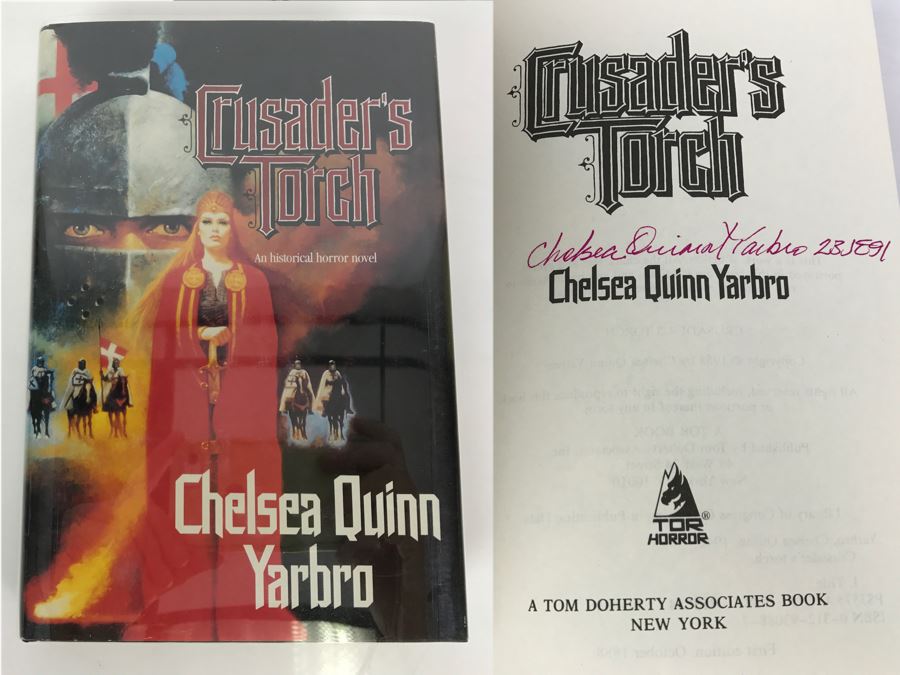 Crusader's
Torch
An historical horror novel
Chelsea Quinn
Yarbro
Crusader's
Torch
Chelsea Quinn Yarbro 23JE91
Chelsea Quinn Yarbro
TOR®
HORROR
A TOM DOHERTY ASSOCIATES BOOK
NEW YORK